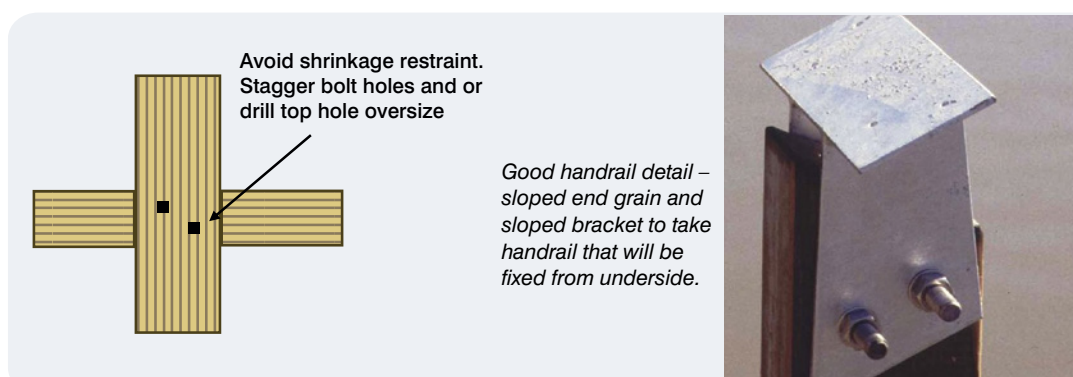 Avoid shrinkage restraint.
Stagger bolt holes and or
drill top hole oversize
Good handrail detail –
sloped end grain and
sloped bracket to take
handrail that will be
fixed from underside.